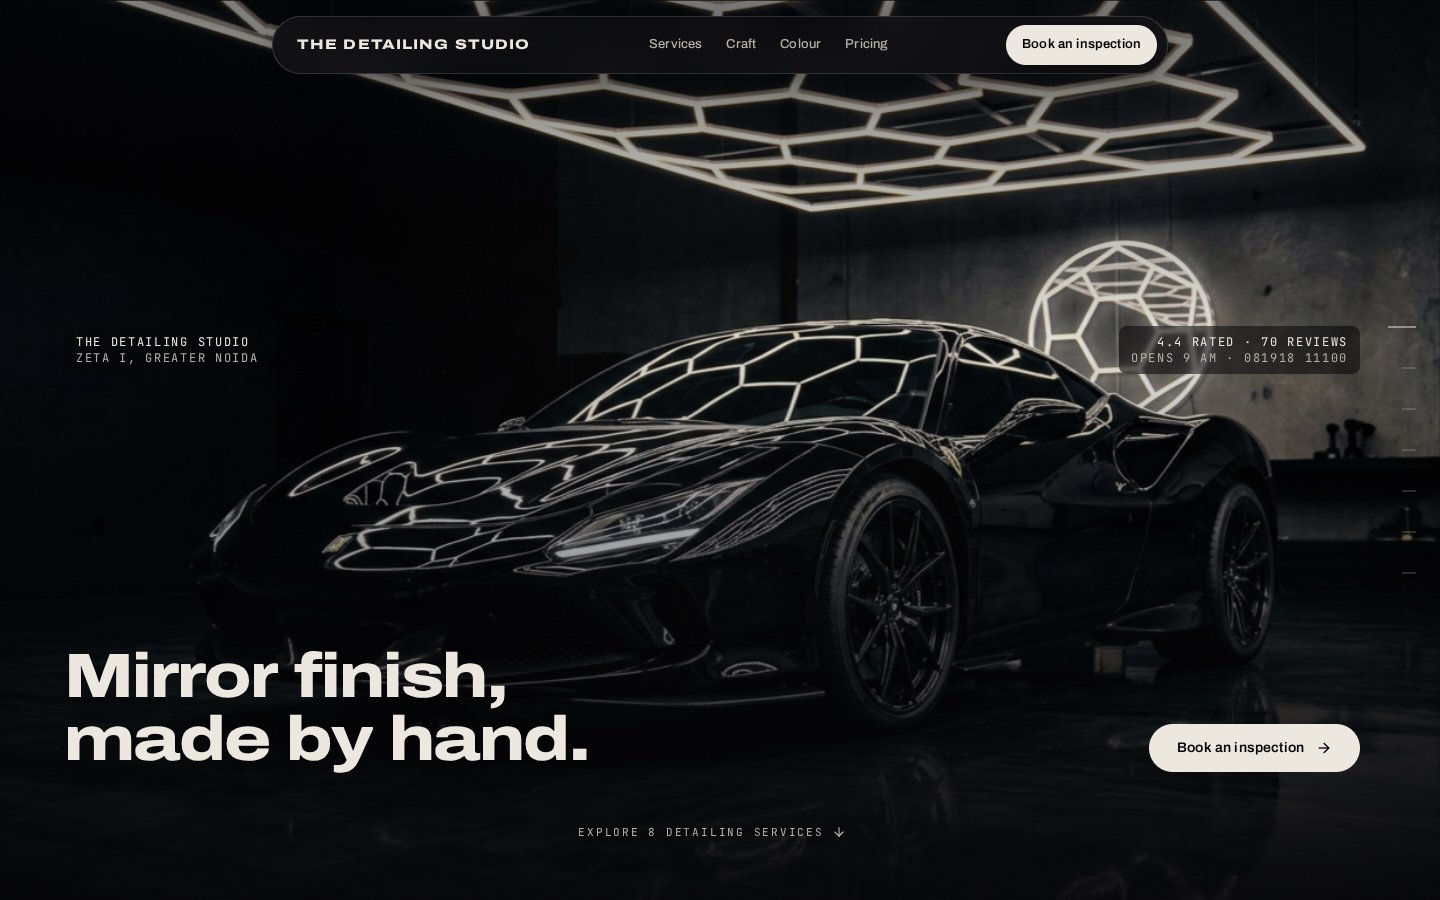 THE DETAILING STUDIO
Services
Craft
Colour
Pricing
Book an inspection
THE DETAILING STUDIO
ZETA I, GREATER NOIDA
4.4 RATED · 70 REVIEWS
OPENS 9 AM · 081918 11100
Mirror finish,
made by hand.
Book an inspection
EXPLORE 8 DETAILING SERVICES